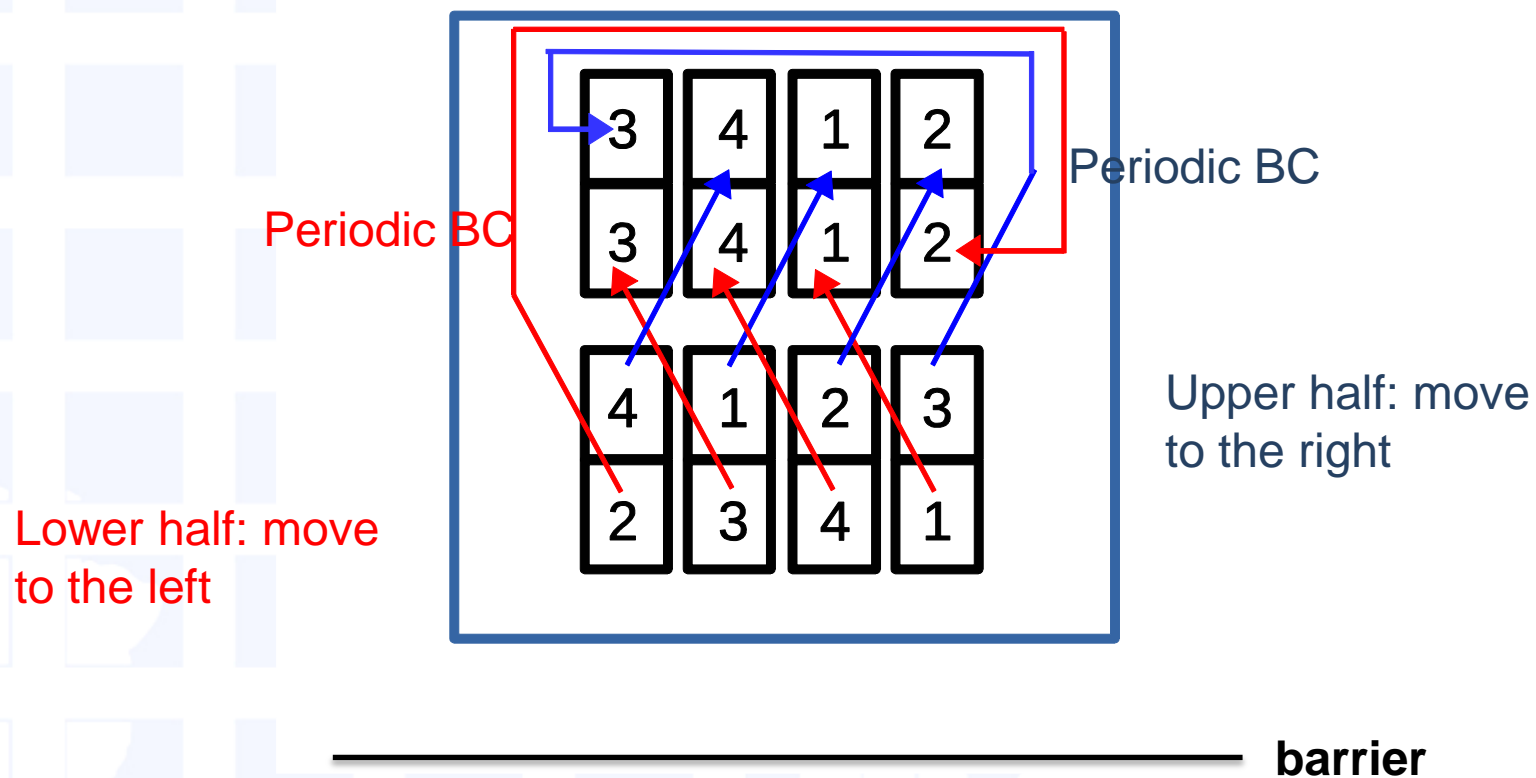 3 4 1 2
Periodic BC
Periodic BC
3 4 1 2
4 1 2 3
Upper half: move
to the right
2 3 4 1
Lower half: move
to the left
barrier